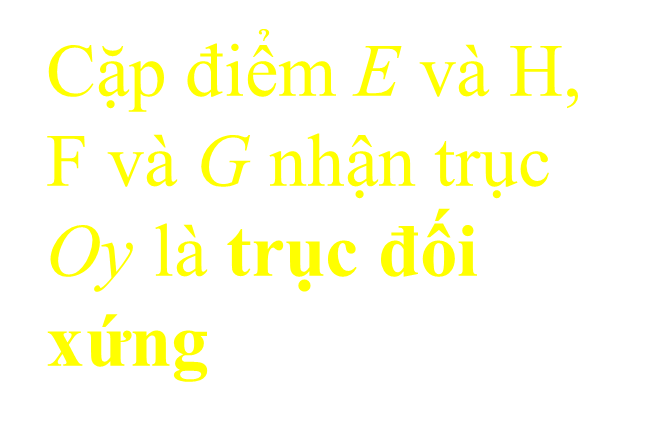 Cặp điểm E và H,
F và G nhận trục
Oy là trục đối
xứng